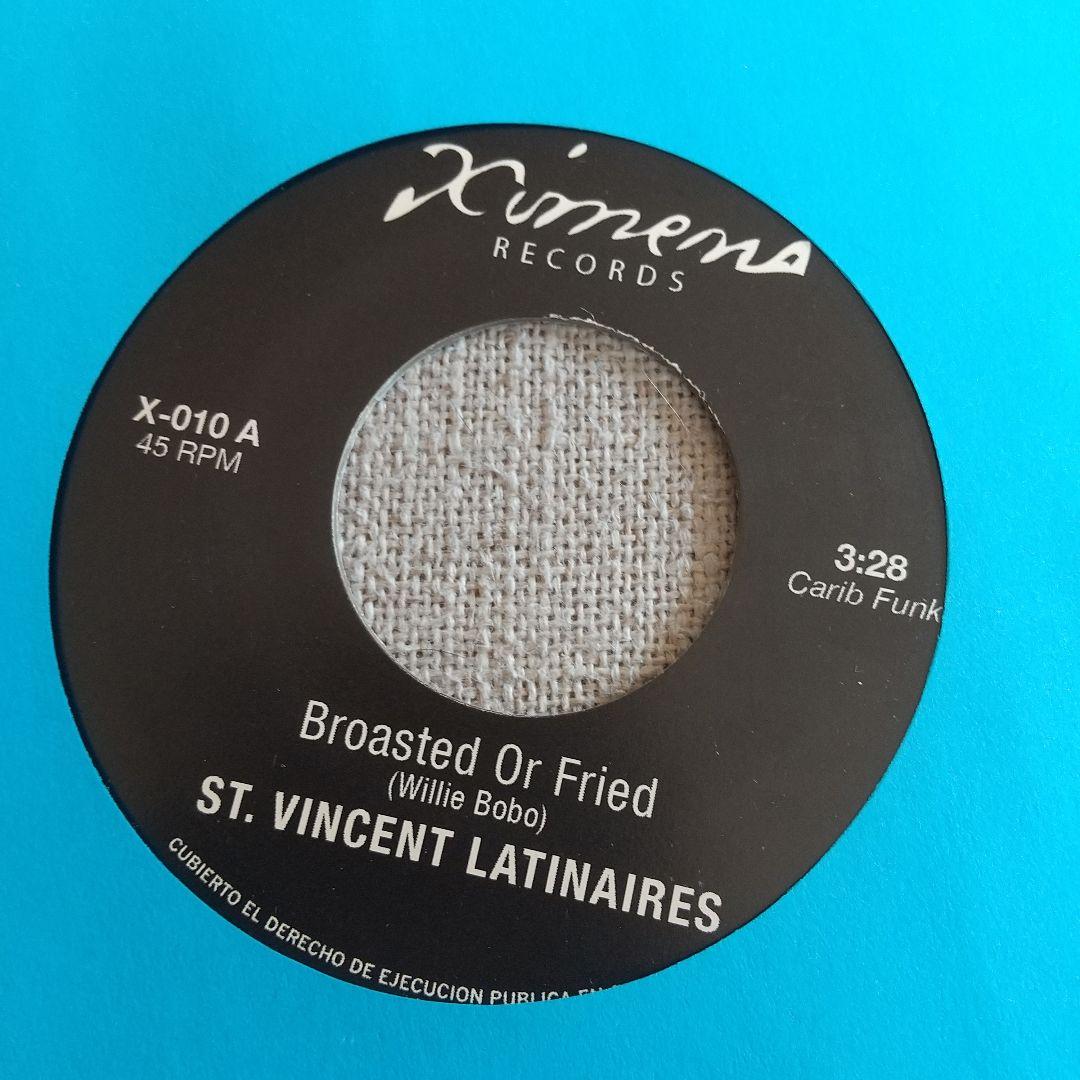 Ximena
RECORDS
X-010 A
45 RPM
3:28
Carib Funk
Broasted Or Fried
(Willie Bobo)
ST. VINCENT LATINAIRES
CUBIERTO EL DERECHO DE EJECUCION PUBLICA EN